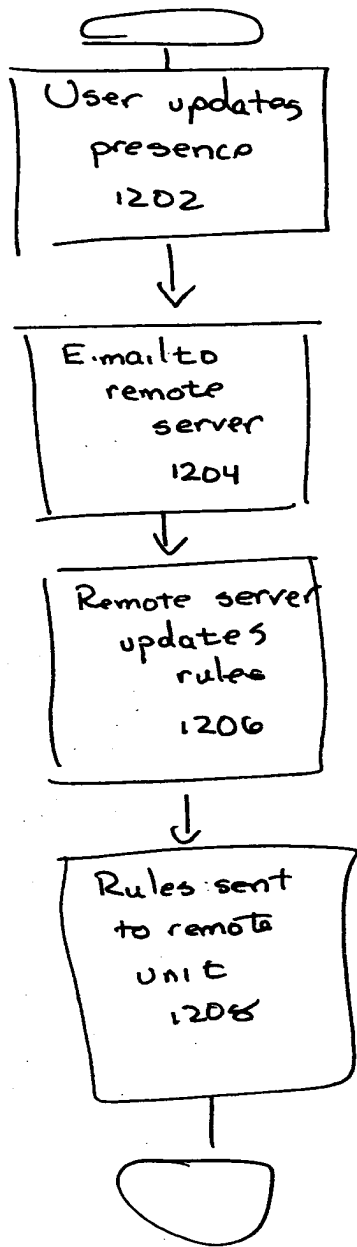 User updates
presence
1202
E.mail to
remote
server
1204
Remote server
updates
rules
1206
Rules sent
to remote
unit
1208